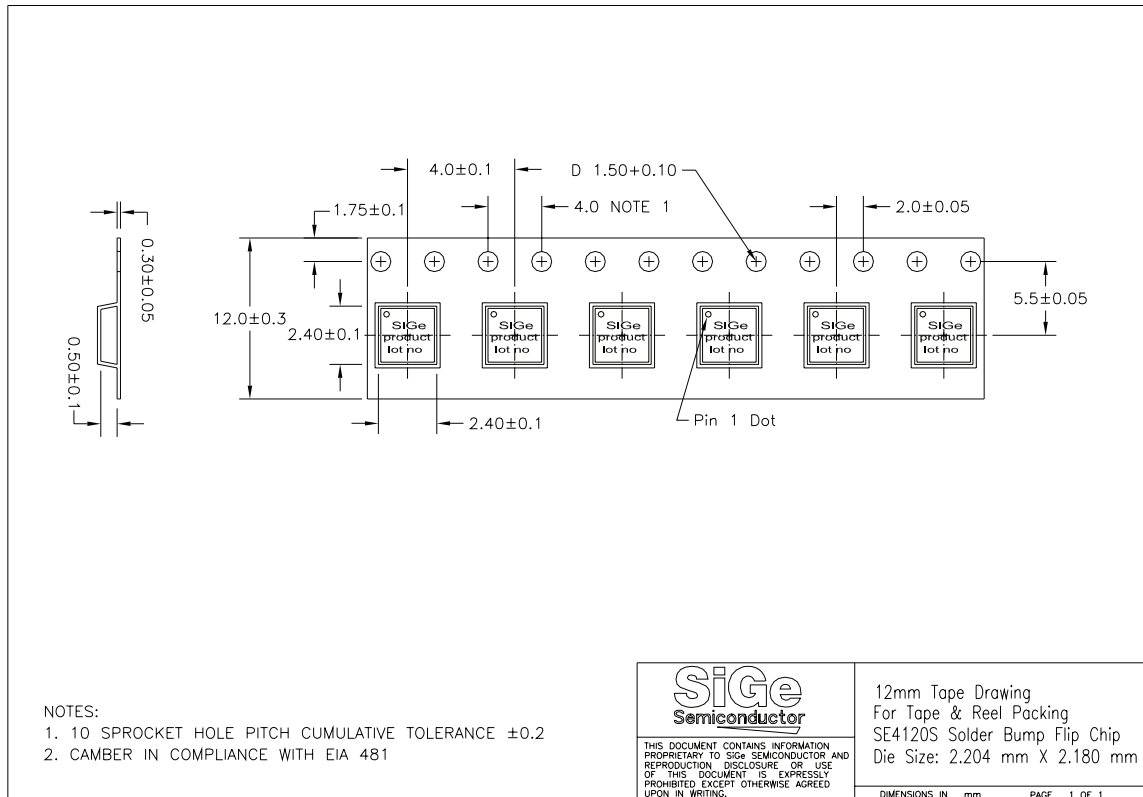 4.0±0.1
D 1.50+0.10
1.75±0.1
4.0 NOTE 1
2.0±0.05
0.30±0.05
12.0±0.3
2.40±0.1
5.5±0.05
0.50±0.1
SiGe
product
lot no
SiGe
product
lot no
SiGe
product
lot no
SiGe
product
lot no
SiGe
product
lot no
SiGe
product
lot no
2.40±0.1
Pin 1 Dot
NOTES:
1. 10 SPROCKET HOLE PITCH CUMULATIVE TOLERANCE ±0.2
2. CAMBER IN COMPLIANCE WITH EIA 481
SiGe
Semiconductor
THIS DOCUMENT CONTAINS INFORMATION
PROPRIETARY TO SiGe SEMICONDUCTOR AND
REPRODUCTION DISCLOSURE OR USE
OF THIS DOCUMENT IS EXPRESSLY
PROHIBITED EXCEPT OTHERWISE AGREED
UPON IN WRITING.
12mm Tape Drawing
For Tape & Reel Packing
SE4120S Solder Bump Flip Chip
Die Size: 2.204 mm X 2.180 mm
DIMENSIONS IN mm PAGE 1 OF 1